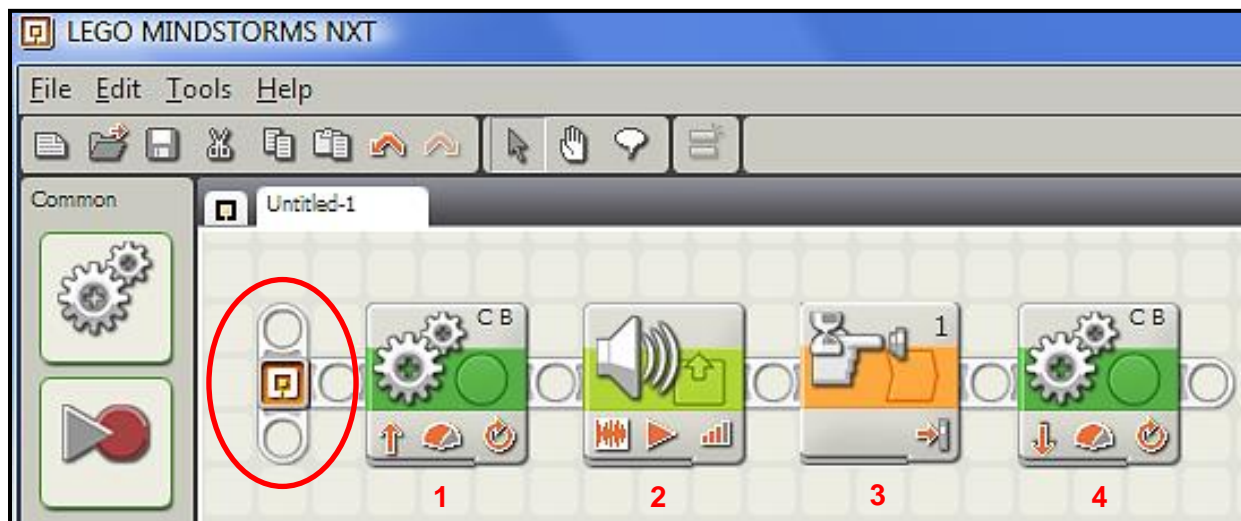 LEGO MINDSTORMS NXT
File Edit Tools Help
Common
Untitled-1
C B
1
C B
1 2 3 4